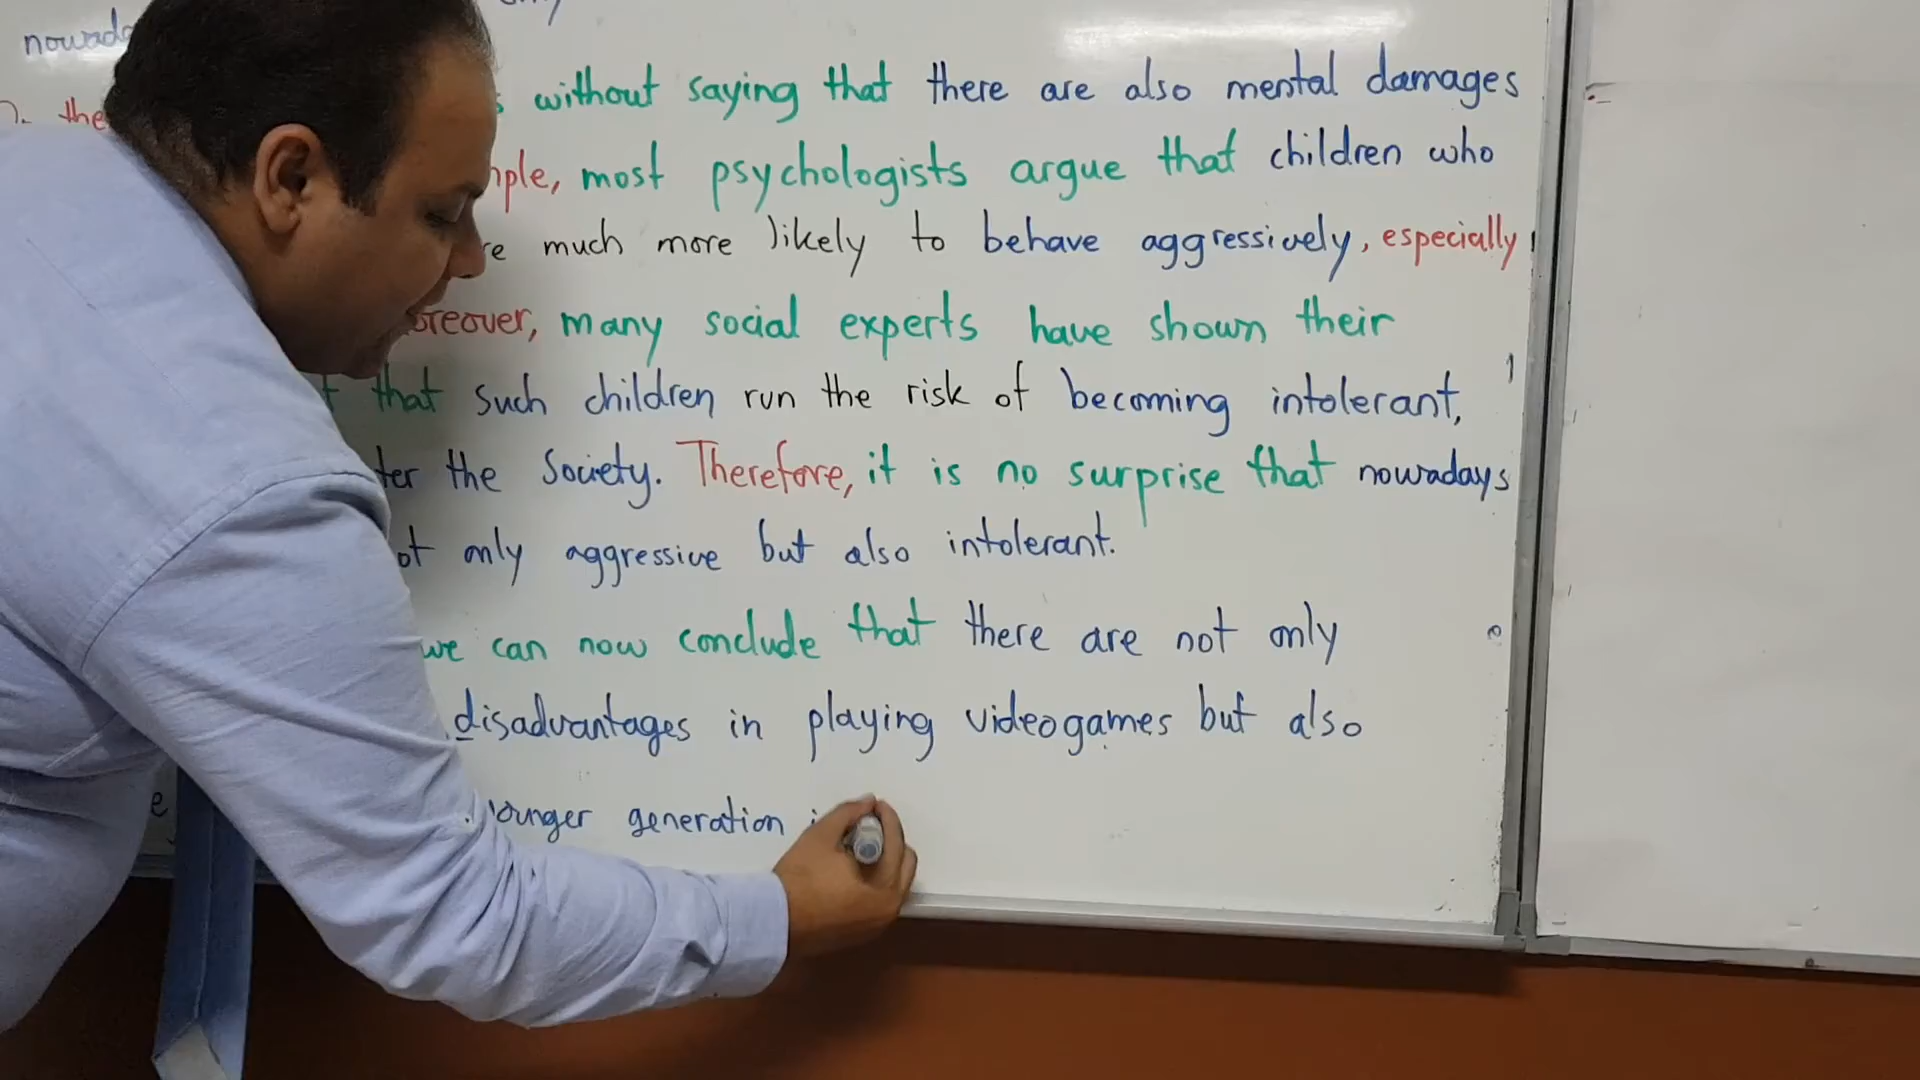 nowada
the without saying that there are also mental damages
mple, most psychologists argue that children who
re much more likely to behave aggressively, especially
oreover, many social experts have shown their
t that such children run the risk of becoming intolerant,
ter the Society. Therefore, it is no surprise that nowadays
ot only aggressive but also intolerant.
we can now conclude that there are not only
disadvantages in playing videogames but also
ounger generation